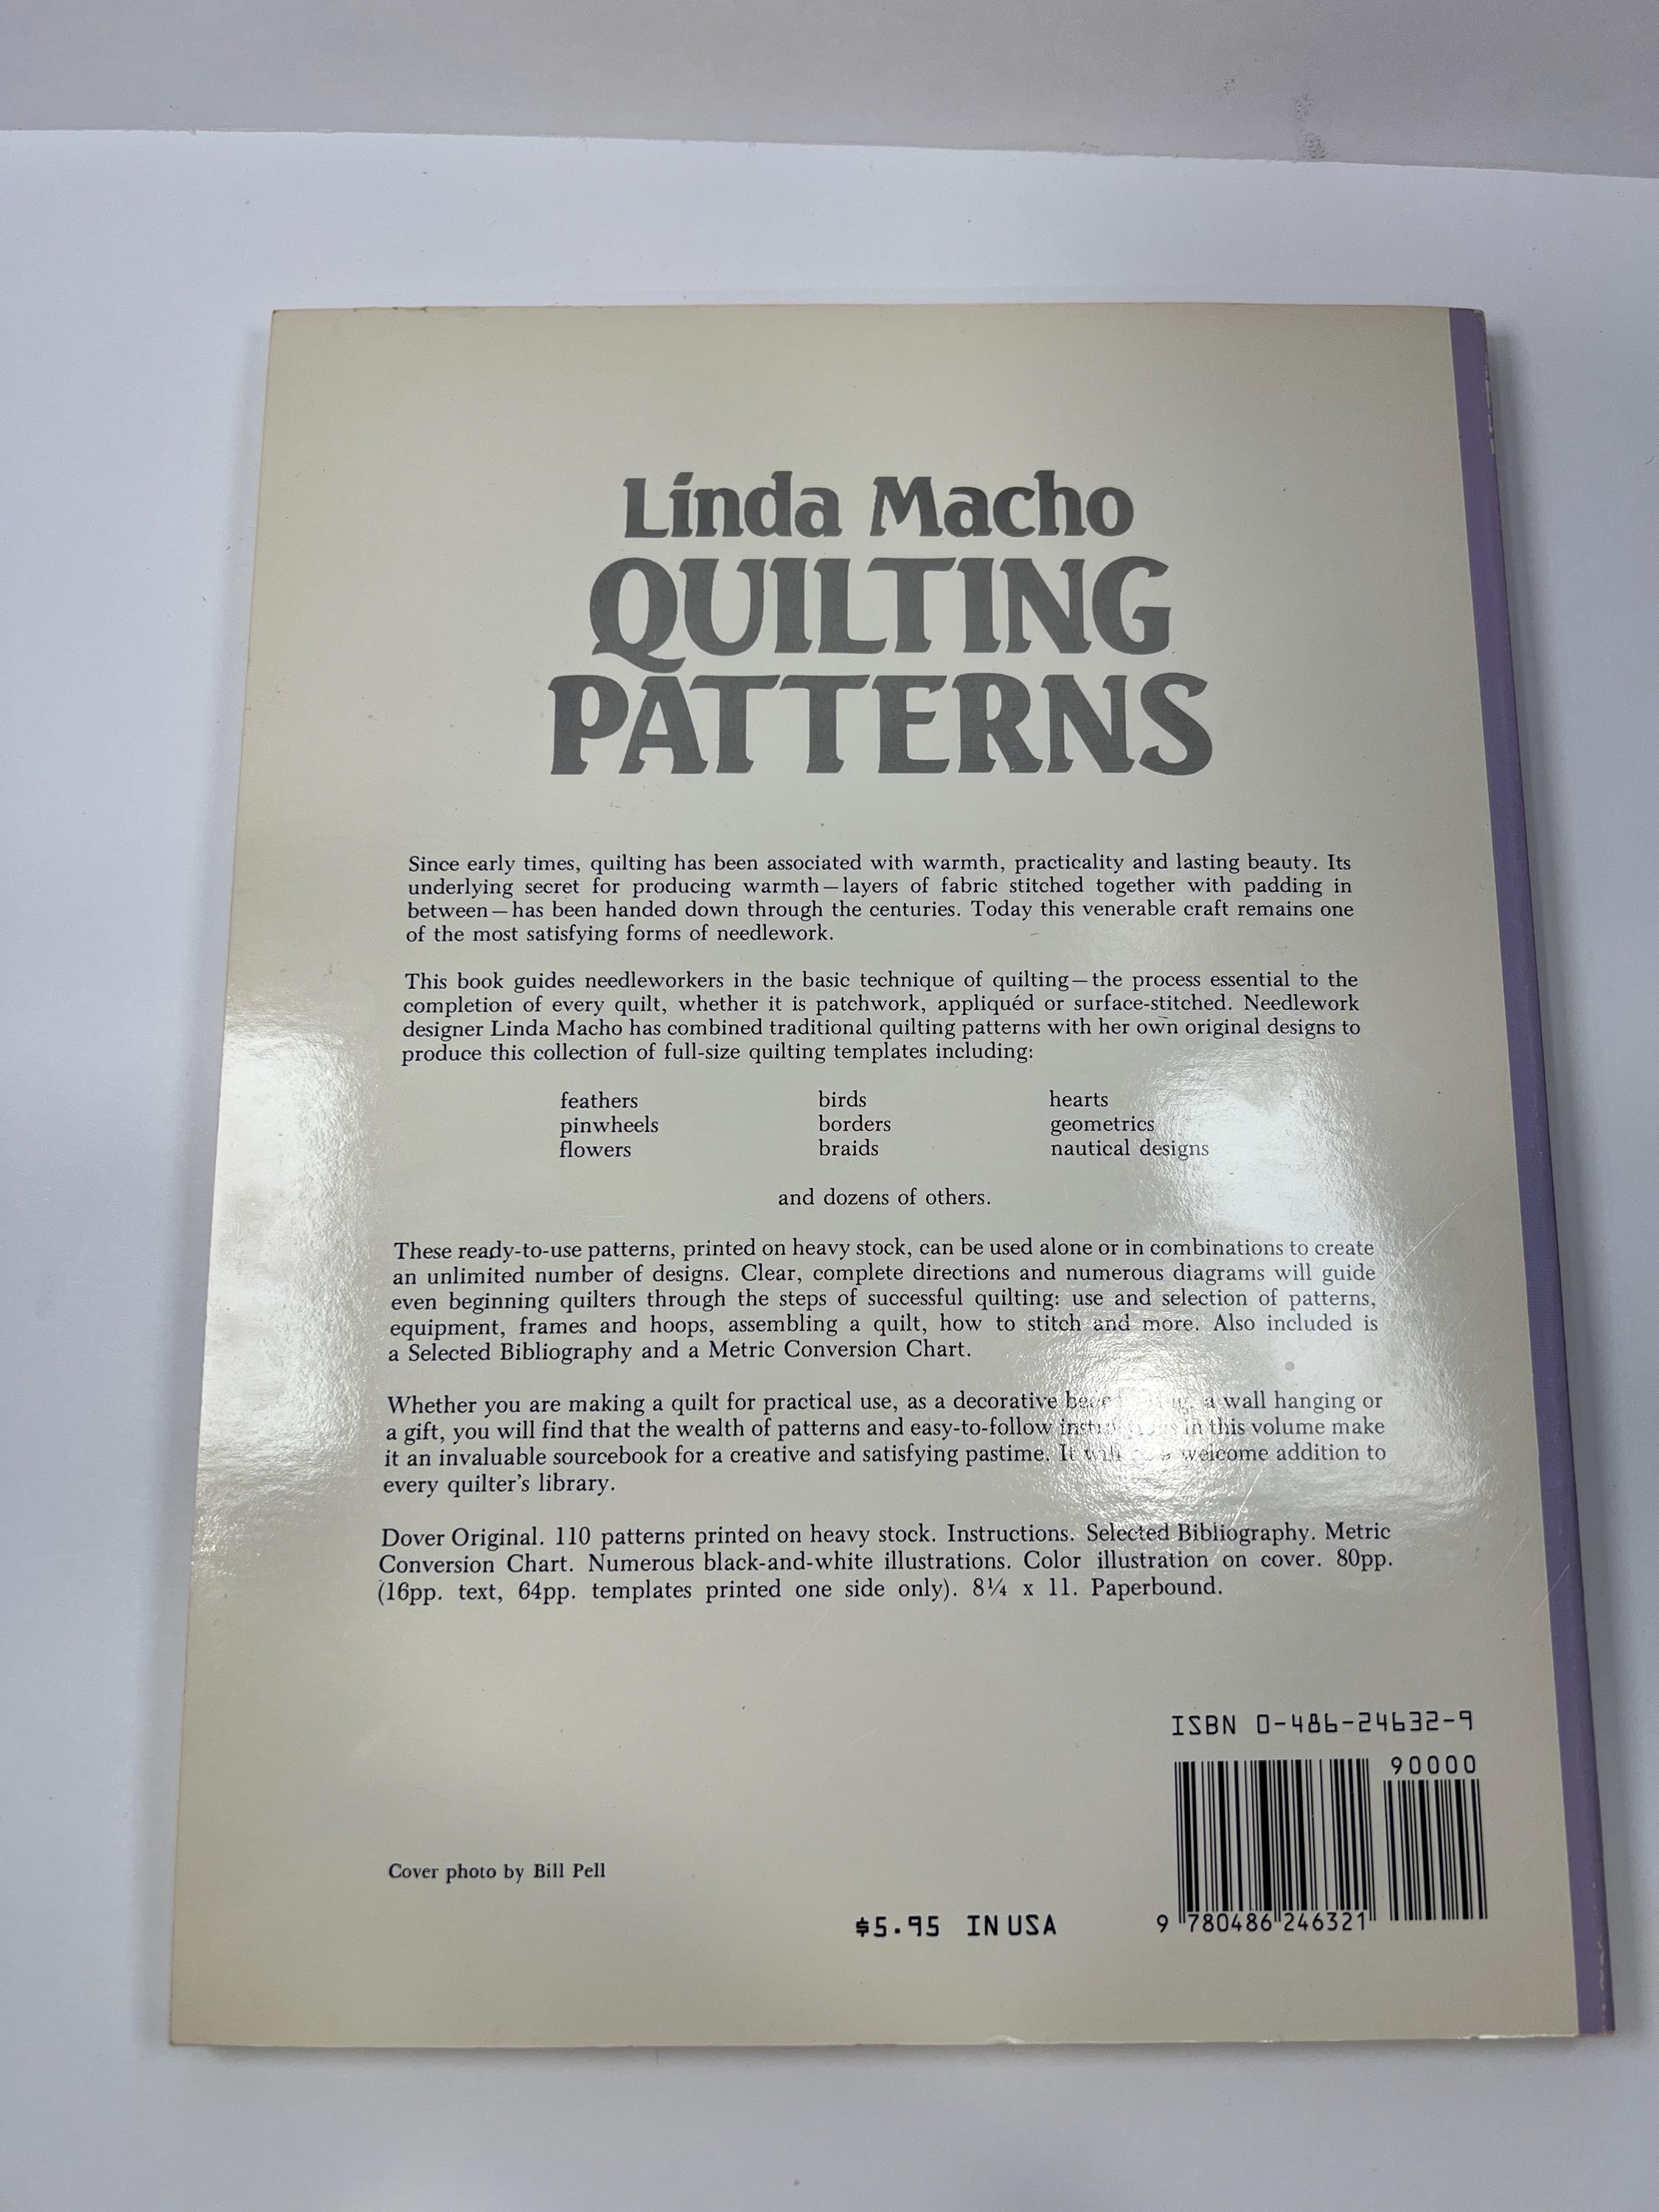 Linda Macho
QUILTING
PATTERNS
Since early times, quilting has been associated with warmth, practicality and lasting beauty. Its
underlying secret for producing warmth—layers of fabric stitched together with padding in
between—has been handed down through the centuries. Today this venerable craft remains one
of the most satisfying forms of needlework.
This book guides needleworkers in the basic technique of quilting—the process essential to the
completion of every quilt, whether it is patchwork, appliquéd or surface-stitched. Needlework
designer Linda Macho has combined traditional quilting patterns with her own original designs to
produce this collection of full-size quilting templates including:
feathers birds hearts
pinwheels borders geometrics
flowers braids nautical designs
and dozens of others.
These ready-to-use patterns, printed on heavy stock, can be used alone or in combinations to create
an unlimited number of designs. Clear, complete directions and numerous diagrams will guide
even beginning quilters through the steps of successful quilting: use and selection of patterns,
equipment, frames and hoops, assembling a quilt, how to stitch and more. Also included is
a Selected Bibliography and a Metric Conversion Chart.
Whether you are making a quilt for practical use, as a decorative a wall hanging or
a gift, you will find that the wealth of patterns and easy-to-follow in this volume make
it an invaluable sourcebook for a creative and satisfying pastime. It will welcome addition to
every quilter's library.
Dover Original. 110 patterns printed on heavy stock. Instructions. Selected Bibliography. Metric
Conversion Chart. Numerous black-and-white illustrations. Color illustration on cover. 80pp.
(16pp. text, 64pp. templates printed one side only). 8¼ x 11. Paperbound.
ISBN 0-486-24632-9
90000
9 780486 246321
Cover photo by Bill Pell
$5.95 IN USA